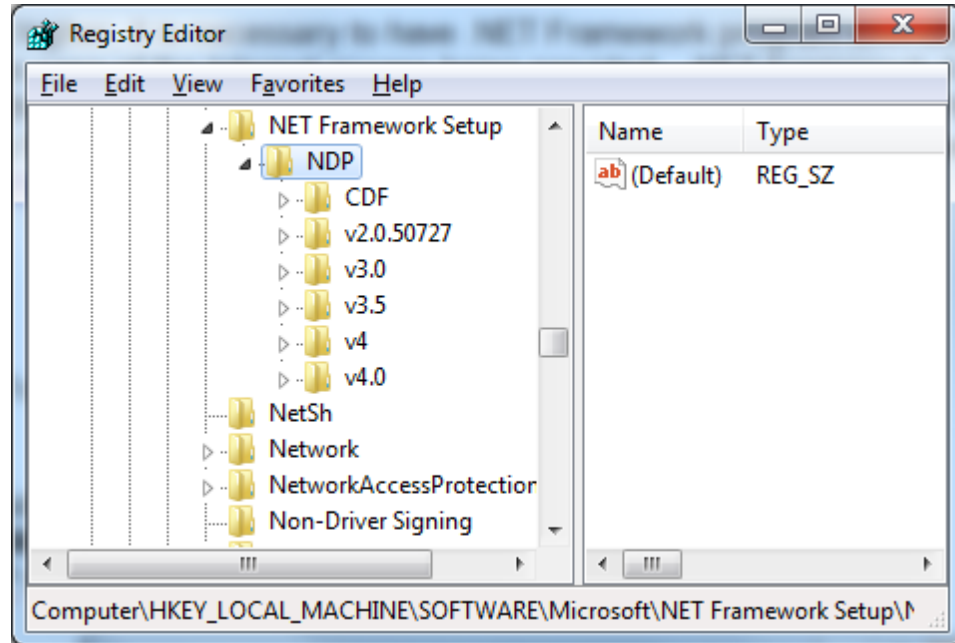 Registry Editor
File Edit View Favorites Help
NET Framework Setup
NDP
CDF
v2.0.50727
v3.0
v3.5
v4
v4.0
NetSh
Network
NetworkAccessProtection
Non-Driver Signing
Name Type
ab (Default) REG_SZ
Computer\HKEY_LOCAL_MACHINE\SOFTWARE\Microsoft\NET Framework Setup\